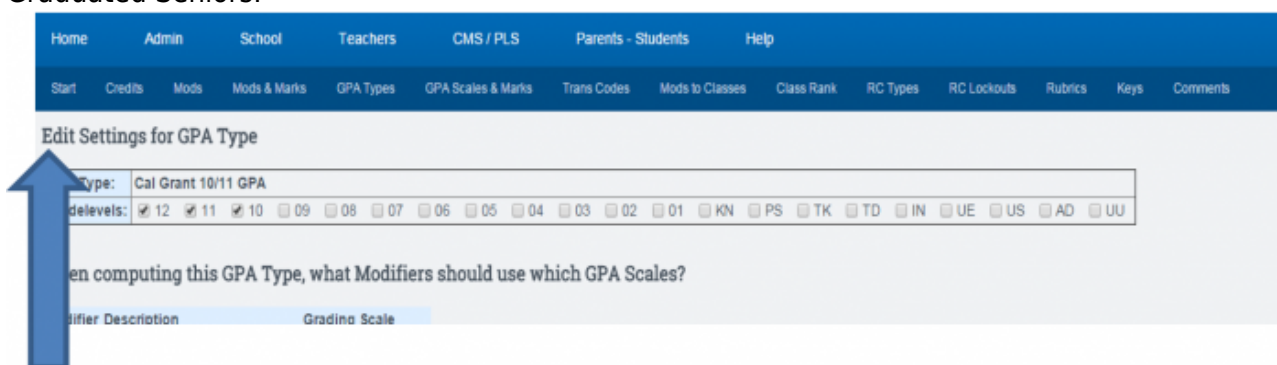 Home Admin School Teachers CMS / PLS Parents - Students Help
Start Credits Mods Mods & Marks GPA Types GPA Scales & Marks Trans Codes Mods to Classes Class Rank RC Types RC Lockouts Rubrics Keys Comments
Edit Settings for GPA Type
Type: Cal Grant 10/11 GPA
delevels: 12 11 10 09 08 07 06 05 04 03 02 01 KN PS TK TD IN UE US AD UU
en computing this GPA Type, what Modifiers should use which GPA Scales?
difier Description Grading Scale